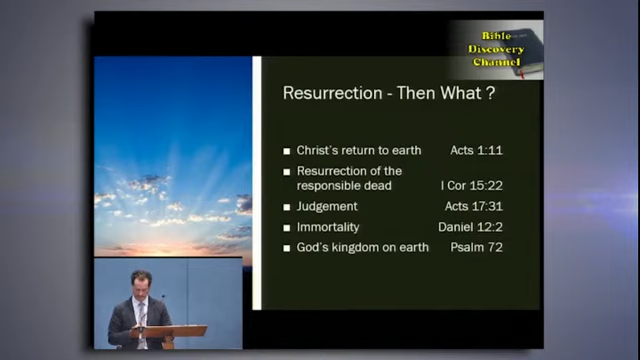 Bible
Discovery
Channel
Resurrection - Then What ?
Christ's return to earth Acts 1:11
Resurrection of the
responsible dead I Cor 15:22
Judgement Acts 17:31
Immortality Daniel 12:2
God's kingdom on earth Psalm 72